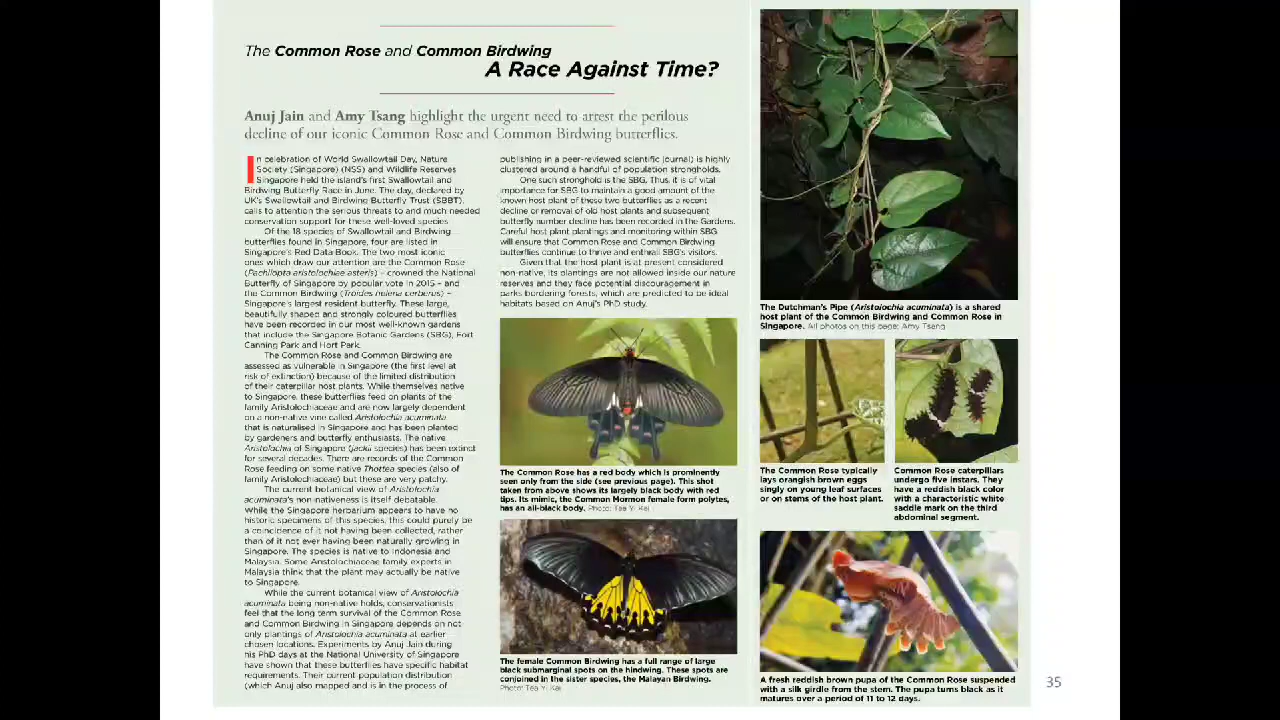 The Common Rose and Common Birdwing
A Race Against Time?
Anuj Jain and Amy Tsang highlight the urgent need to arrest the perilous
decline of our iconic Common Rose and Common Birdwing butterflies.
In celebration of World Swallowtail Day, Nature
Society (Singapore) (NSS) and Wildlife Reserves
Singapore held the island's first Swallowtail and
Birdwing Butterfly Race in June. The day, declared by
UK's Swallowtail and Birdwing Butterfly Trust (SBBT),
calls to attention the serious threats to and much needed
conservation support for these well-loved species.
Of the 18 species of Swallowtail and Birdwing
butterflies found in Singapore, four are listed in
Singapore's Red Data Book. The two most iconic
ones which draw our attention are the Common Rose
(Pachliopta aristolochiae asteris) – crowned the National
Butterfly of Singapore by popular vote in 2015 – and
the Common Birdwing (Troides helena cerberus) –
Singapore's largest resident butterfly. These large,
beautifully shaped and strongly coloured butterflies
have been recorded in our most well-known gardens
that include the Singapore Botanic Gardens (SBG), Fort
Canning Park and Hort Park.
The Common Rose and Common Birdwing are
assessed as vulnerable in Singapore (the first level at
risk of extinction) because of the limited distribution
of their caterpillar host plants. While themselves native
to Singapore, these butterflies feed on plants of the
family Aristolochiaceae and are now largely dependent
on a non-native vine called Aristolochia acuminata
that is naturalised in Singapore and has been planted
by gardeners and butterfly enthusiasts. The native
Aristolochia of Singapore (jackii species) has been extinct
for several decades. There are records of the Common
Rose feeding on some native Thottea species (also of
family Aristolochiaceae) but these are very patchy.
The current botanical view of Aristolochia
acuminata's non-nativeness is itself debatable.
While the Singapore herbarium appears to have no
historic specimens of this species, this could purely be
a coincidence of it not having been collected, rather
than of it not ever having been naturally growing in
Singapore. The species is native to Indonesia and
Malaysia. Some Aristolochiaceae family experts in
Malaysia think that the plant may actually be native
to Singapore.
While the current botanical view of Aristolochia
acuminata being non-native holds, conservationists
feel that the long term survival of the Common Rose
and Common Birdwing in Singapore depends on not
only plantings of Aristolochia acuminata at earlier
chosen locations. Experiments by Anuj Jain during
his PhD days at the National University of Singapore
have shown that these butterflies have specific habitat
requirements. Their current population distribution
(which Anuj also mapped and is in the process of
publishing in a peer-reviewed scientific journal) is highly
clustered around a handful of population strongholds.
One such stronghold is the SBG. Thus, it is of vital
importance for SBG to maintain a good amount of the
known host plant of these two butterflies as a recent
decline or removal of old host plants and subsequent
butterfly number decline has been recorded in the Gardens.
Careful host plant plantings and monitoring within SBG
will ensure that Common Rose and Common Birdwing
butterflies continue to thrive and enthrall SBG's visitors.
Given that the host plant is at present considered
non-native, its plantings are not allowed inside our nature
reserves and they face potential discouragement in
parks bordering forests, which are predicted to be ideal
habitats based on Anuj's PhD study.
The Common Rose has a red body which is prominently
seen only from the side (see previous page). This shot
taken from above shows its largely black body with red
tips. Its mimic, the Common Mormon female form polytes,
has an all-black body. Photo: Tea Yi Kai
The female Common Birdwing has a full range of large
black submarginal spots on the hindwing. These spots are
conjoined in the sister species, the Malayan Birdwing.
Photo: Tea Yi Kai
The Dutchman's Pipe (Aristolochia acuminata) is a shared
host plant of the Common Birdwing and Common Rose in
Singapore. All photos on this page: Amy Tsang
The Common Rose typically
lays orangish brown eggs
singly on young leaf surfaces
or on stems of the host plant.
Common Rose caterpillars
undergo five instars. They
have a reddish black color
with a characteristic white
saddle mark on the third
abdominal segment.
A fresh reddish brown pupa of the Common Rose suspended
with a silk girdle from the stem. The pupa turns black as it
matures over a period of 11 to 12 days.
35